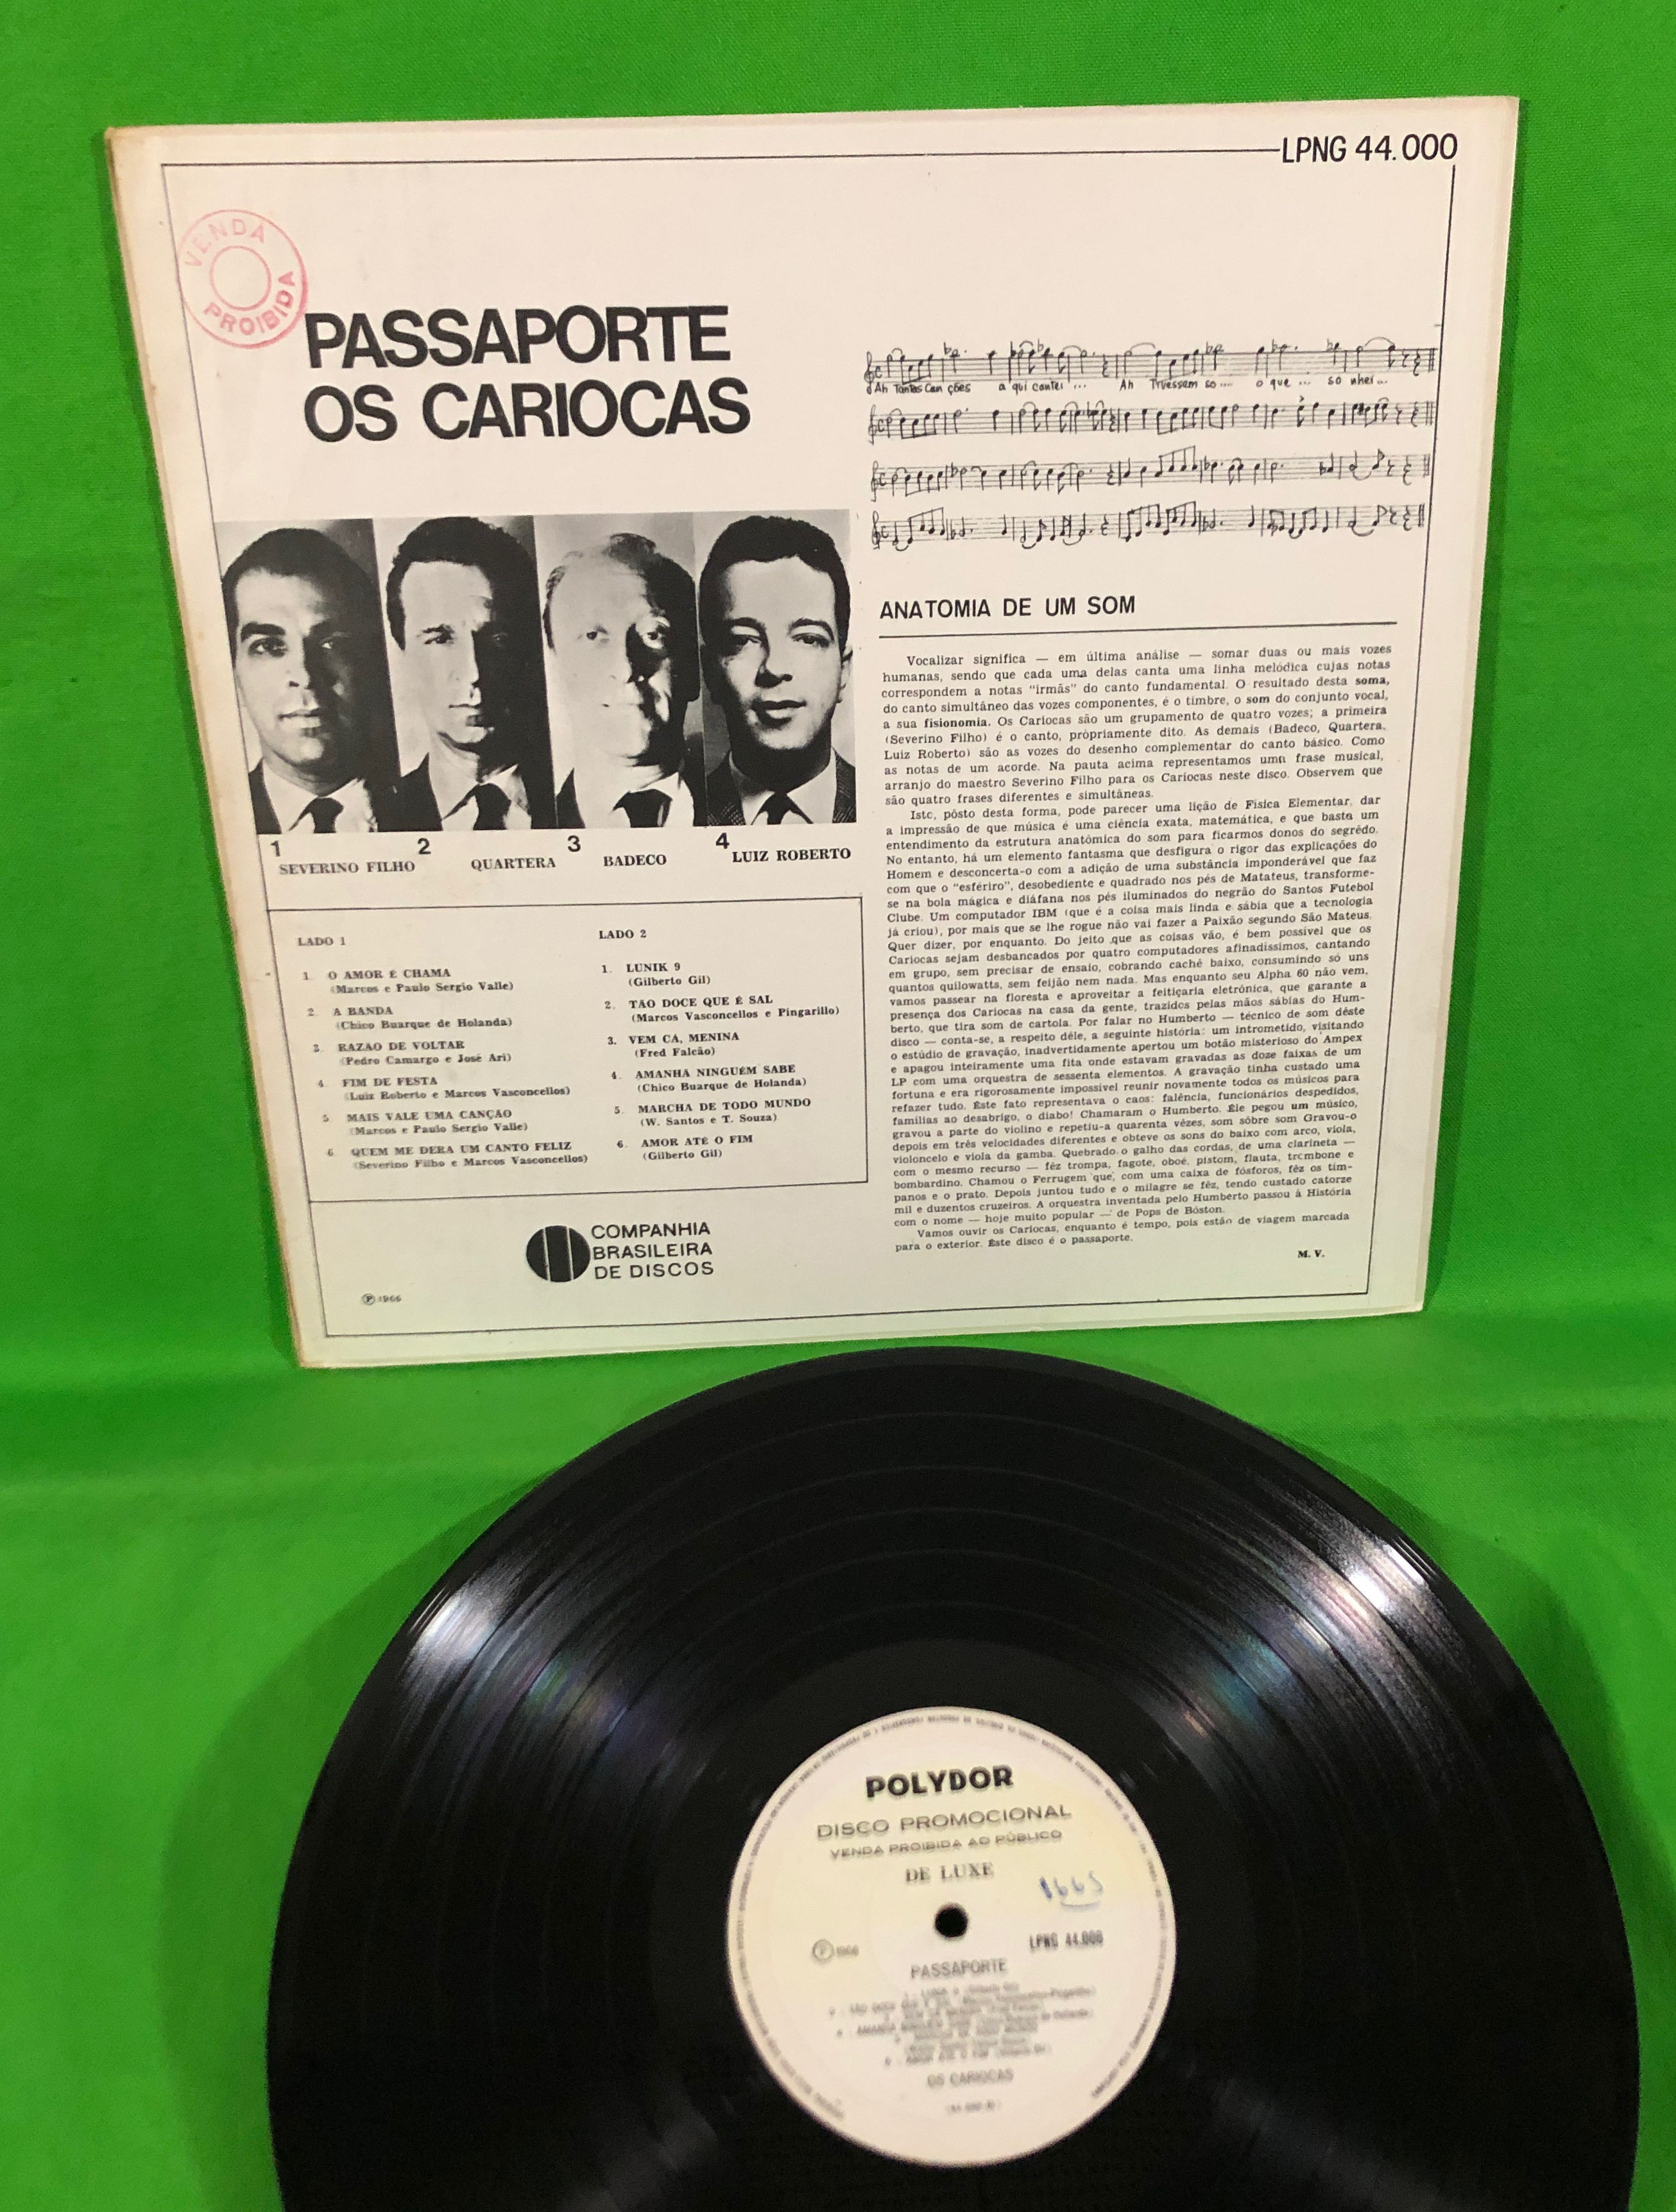 LPNG 44.000
VENDA
PROIBIDA
PASSAPORTE
OS CARIOCAS
Ah Tantas Can ções a qui cantei ... Ah Tivessem so .... o que ... so nhei ...
1
2
3
4
SEVERINO FILHO
QUARTERA
BADECO
LUIZ ROBERTO
LADO 1
1. O AMOR É CHAMA
(Marcos e Paulo Sergio Valle)
2. A BANDA
(Chico Buarque de Holanda)
3. RAZAO DE VOLTAR
(Pedro Camargo e José Ari)
4. FIM DE FESTA
(Luiz Roberto e Marcos Vasconcellos)
5. MAIS VALE UMA CANÇÃO
(Marcos e Paulo Sergio Valle)
6. QUEM ME DERA UM CANTO FELIZ
(Severino Filho e Marcos Vasconcellos)
LADO 2
1. LUNIK 9
(Gilberto Gil)
2. TAO DOCE QUE É SAL
(Marcos Vasconcellos e Pingarillo)
3. VEM CÁ, MENINA
(Fred Falcão)
4. AMANHA NINGUÉM SABE
(Chico Buarque de Holanda)
5. MARCHA DE TODO MUNDO
(W. Santos e T. Souza)
6. AMOR ATÉ O FIM
(Gilberto Gil)
COMPANHIA
BRASILEIRA
DE DISCOS
℗ 1966
ANATOMIA DE UM SOM
Vocalizar significa — em última análise — somar duas ou mais vozes
humanas, sendo que cada uma delas canta uma linha melódica cujas notas
correspondem a notas "irmãs" do canto fundamental. O resultado desta soma,
do canto simultâneo das vozes componentes, é o timbre, o som do conjunto vocal,
a sua fisionomia. Os Cariocas são um grupamento de quatro vozes; a primeira
(Severino Filho) é o canto, pròpriamente dito. As demais (Badeco, Quartera,
Luiz Roberto) são as vozes do desenho complementar do canto básico. Como
as notas de um acorde. Na pauta acima representamos uma frase musical,
arranjo do maestro Severino Filho para os Cariocas neste disco. Observem que
são quatro frases diferentes e simultâneas.
Isto, pôsto desta forma, pode parecer uma lição de Física Elementar, dar
a impressão de que música é uma ciência exata, matemática, e que basta um
entendimento da estrutura anatômica do som para ficarmos donos do segrêdo.
No entanto, há um elemento fantasma que desfigura o rigor das explicações do
Homem e desconcerta-o com a adição de uma substância imponderável que faz
com que o "esfériro", desobediente e quadrado nos pés de Matateus, transforme-
se na bola mágica e diáfana nos pés iluminados do negrão do Santos Futebol
Clube. Um computador IBM (que é a coisa mais linda e sábia que a tecnologia
já criou), por mais que se lhe rogue não vai fazer a Paixão segundo São Mateus.
Quer dizer, por enquanto. Do jeito que as coisas vão, é bem possível que os
Cariocas sejam desbancados por quatro computadores afinadíssimos, cantando
em grupo, sem precisar de ensaio, cobrando cachê baixo, consumindo só uns
quantos quilowatts, sem feijão nem nada. Mas enquanto seu Alpha 60 não vem,
vamos passear na floresta e aproveitar a feitiçaria eletrônica, que garante a
presença dos Cariocas na casa da gente, trazidos pelas mãos sábias do Hum-
berto, que tira som de cartola. Por falar no Humberto — técnico de som dêste
disco — conta-se, a respeito dêle, a seguinte história: um intrometido, visitando
o estúdio de gravação, inadvertidamente apertou um botão misterioso do Ampex
e apagou inteiramente uma fita onde estavam gravadas as doze faixas de um
LP com uma orquestra de sessenta elementos. A gravação tinha custado uma
fortuna e era rigorosamente impossível reunir novamente todos os músicos para
refazer tudo. Êste fato representava o caos: falência, funcionários despedidos,
famílias ao desabrigo, o diabo! Chamaram o Humberto. Êle pegou um músico,
gravou a parte do violino e repetiu-a quarenta vêzes, som sôbre som Gravou-o
depois em três velocidades diferentes e obteve os sons do baixo com arco, viola,
violoncelo e viola da gamba. Quebrado o galho das cordas, de uma clarineta —
com o mesmo recurso — fêz trompa, fagote, oboé, pistom, flauta, trombone e
bombardino. Chamou o Ferrugem que, com uma caixa de fósforos, fêz os tím-
panos e o prato. Depois juntou tudo e o milagre se fêz, tendo custado catorze
mil e duzentos cruzeiros. A orquestra inventada pelo Humberto passou à História
com o nome — hoje muito popular — de Pops de Bóston.
Vamos ouvir os Cariocas, enquanto é tempo, pois estão de viagem marcada
para o exterior. Êste disco é o passaporte.
M. V.
POLYDOR
DISCO PROMOCIONAL
VENDA PROIBIDA AO PÚBLICO
DE LUXE
1665
℗ 1966
LPNG 44.000
PASSAPORTE
OS CARIOCAS